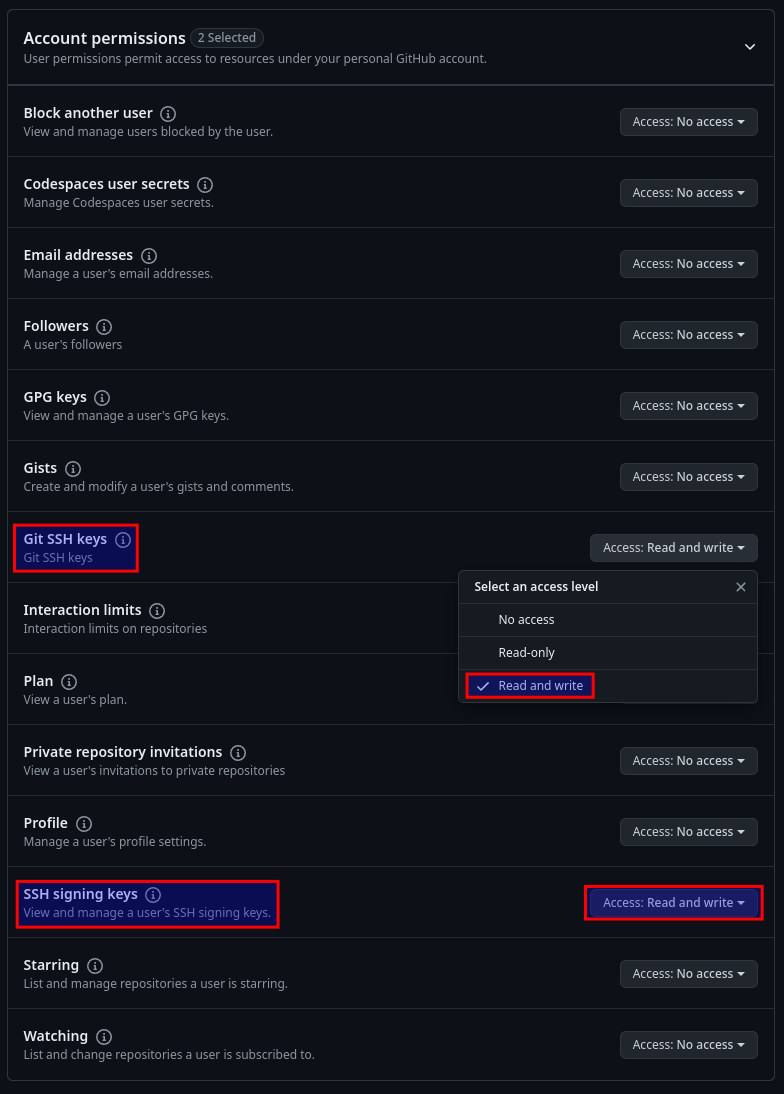 Account permissions 2 Selected
User permissions permit access to resources under your personal GitHub account.
Block another user
View and manage users blocked by the user.
Access: No access
Codespaces user secrets
Manage Codespaces user secrets.
Access: No access
Email addresses
Manage a user's email addresses.
Access: No access
Followers
A user's followers
Access: No access
GPG keys
View and manage a user's GPG keys.
Access: No access
Gists
Create and modify a user's gists and comments.
Access: No access
Git SSH keys
Git SSH keys
Access: Read and write
Select an access level
No access
Read-only
Read and write
Interaction limits
Interaction limits on repositories
Plan
View a user's plan.
Private repository invitations
View a user's invitations to private repositories
Access: No access
Profile
Manage a user's profile settings.
Access: No access
SSH signing keys
View and manage a user's SSH signing keys.
Access: Read and write
Starring
List and manage repositories a user is starring.
Access: No access
Watching
List and change repositories a user is subscribed to.
Access: No access